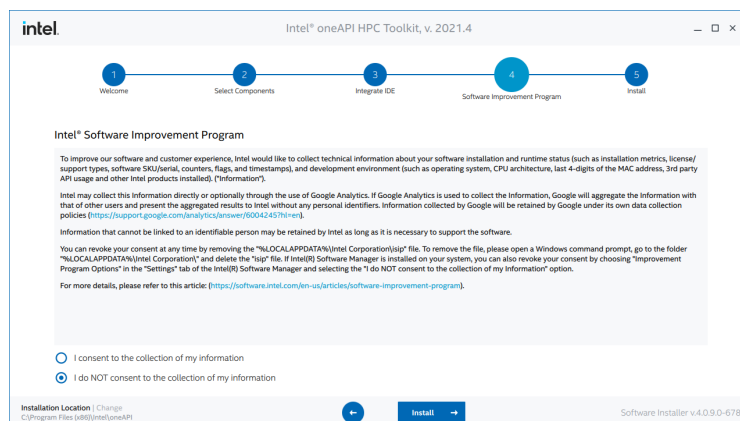 intel.
Intel® oneAPI HPC Toolkit, v. 2021.4
1 2 3 4 5
Welcome Select Components Integrate IDE Software Improvement Program Install
Intel® Software Improvement Program
To improve our software and customer experience, Intel would like to collect technical information about your software installation and runtime status (such as installation metrics, license/
support types, software SKU/serial, counters, flags, and timestamps), and development environment (such as operating system, CPU architecture, last 4-digits of the MAC address, 3rd party
API usage and other Intel products installed). ("Information").
Intel may collect this Information directly or optionally through the use of Google Analytics. If Google Analytics is used to collect the Information, Google will aggregate the Information with
that of other users and present the aggregated results to Intel without any personal identifiers. Information collected by Google will be retained by Google under its own data collection
policies (https://support.google.com/analytics/answer/6004245?hl=en).
Information that cannot be linked to an identifiable person may be retained by Intel as long as it is necessary to support the software.
You can revoke your consent at any time by removing the "%LOCALAPPDATA%\Intel Corporation\isip" file. To remove the file, please open a Windows command prompt, go to the folder
"%LOCALAPPDATA%\Intel Corporation\" and delete the "isip" file. If Intel(R) Software Manager is installed on your system, you can also revoke your consent by choosing "Improvement
Program Options" in the "Settings" tab of the Intel(R) Software Manager and selecting the "I do NOT consent to the collection of my Information" option.
For more details, please refer to this article: (https://software.intel.com/en-us/articles/software-improvement-program).
I consent to the collection of my information
I do NOT consent to the collection of my information
Installation Location | Change
C:\Program Files (x86)\Intel\oneAPI
Install
Software Installer v.4.0.9.0-678